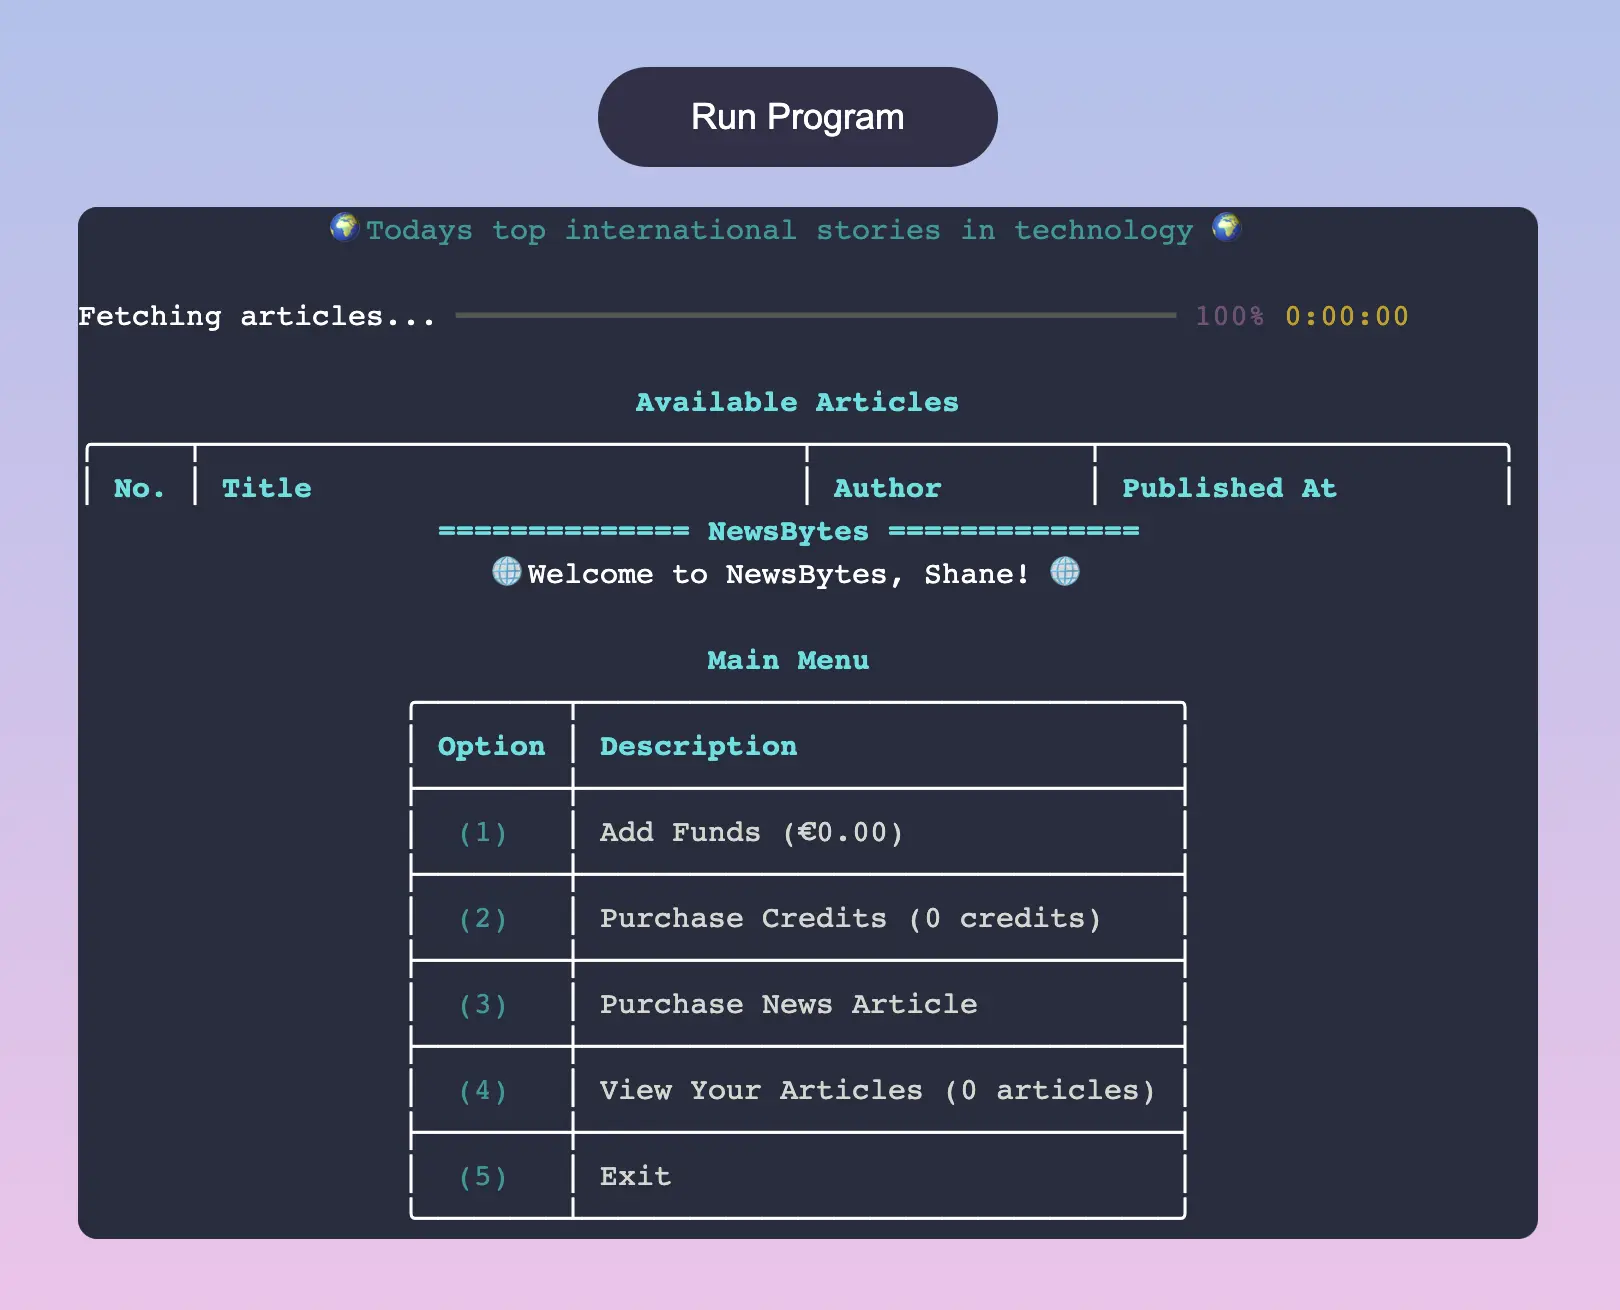 Run Program
🌍 Todays top international stories in technology 🌍
Fetching articles... 100% 0:00:00
Available Articles
No. Title Author Published At
============== NewsBytes ==============
🌐 Welcome to NewsBytes, Shane! 🌐
Main Menu
Option Description
(1) Add Funds (€0.00)
(2) Purchase Credits (0 credits)
(3) Purchase News Article
(4) View Your Articles (0 articles)
(5) Exit